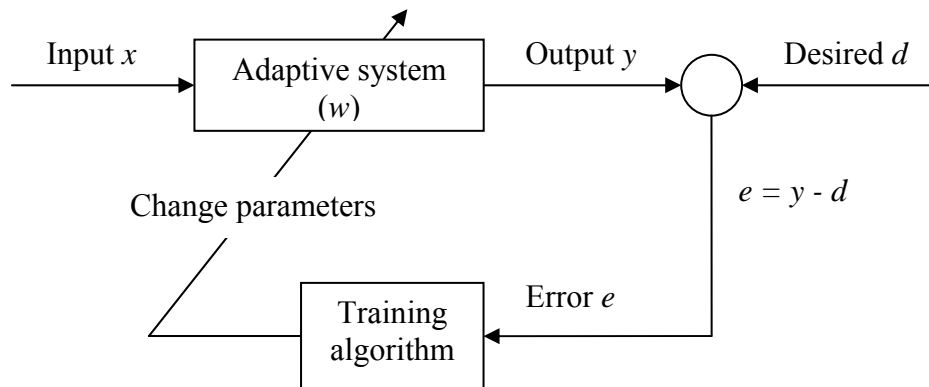 Input x
Adaptive system
(w)
Output y
Desired d
Change parameters
e = y - d
Training
algorithm
Error e